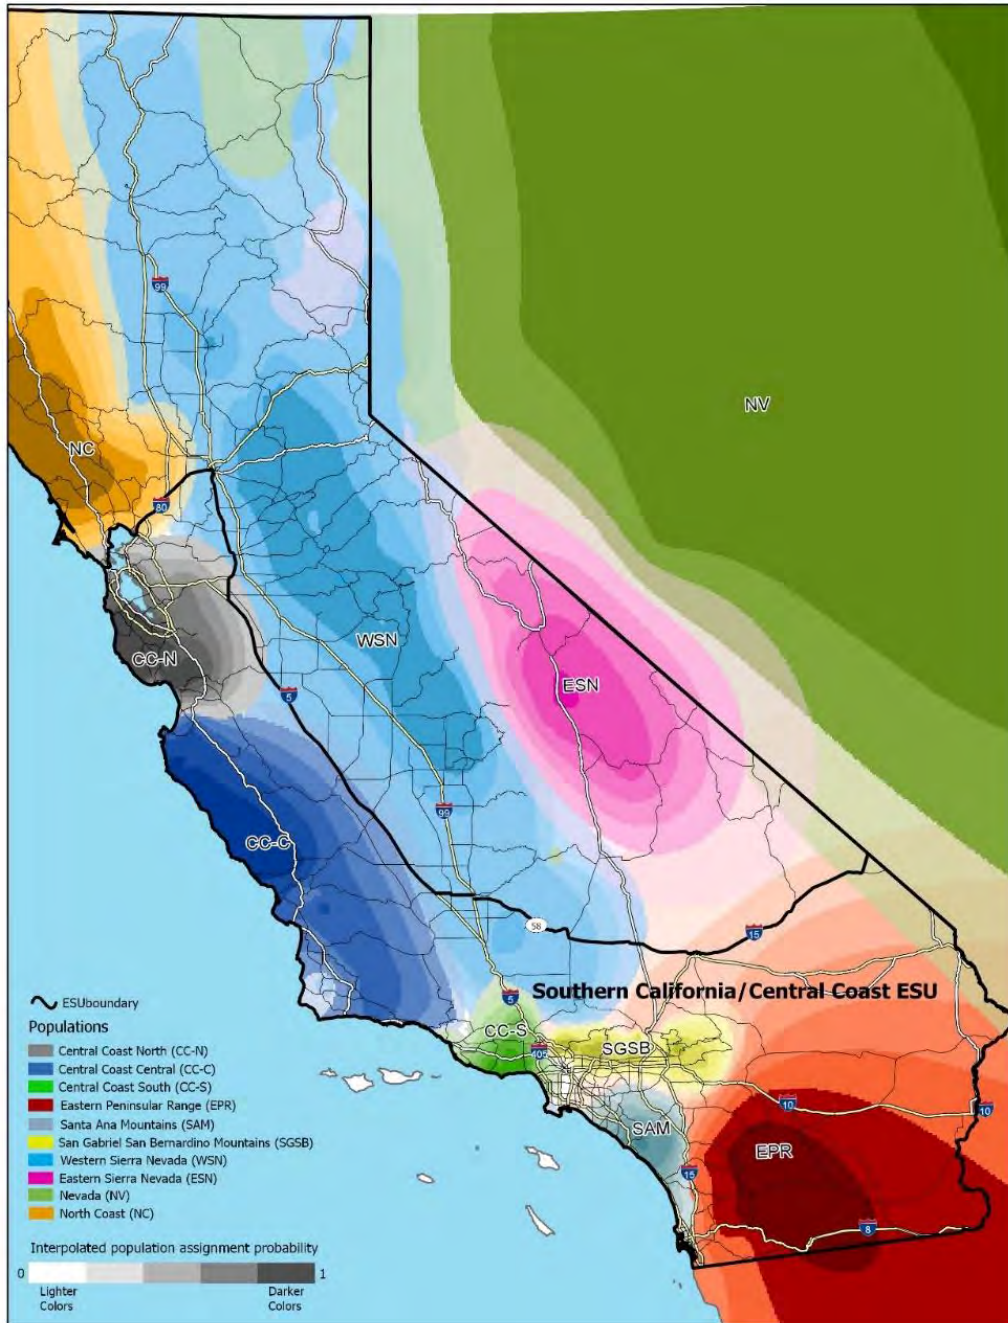 99
NV
NC
80
WSN
CC-N
ESN
5
99
CC-C
58
15
Southern California/Central Coast ESU
5
CC-S
405
SGSB
10
10
SAM
EPR
15
8
ESUboundary
Populations
Central Coast North (CC-N)
Central Coast Central (CC-C)
Central Coast South (CC-S)
Eastern Peninsular Range (EPR)
Santa Ana Mountains (SAM)
San Gabriel San Bernardino Mountains (SGSB)
Western Sierra Nevada (WSN)
Eastern Sierra Nevada (ESN)
Nevada (NV)
North Coast (NC)
Interpolated population assignment probability
0 1
Lighter Darker
Colors Colors